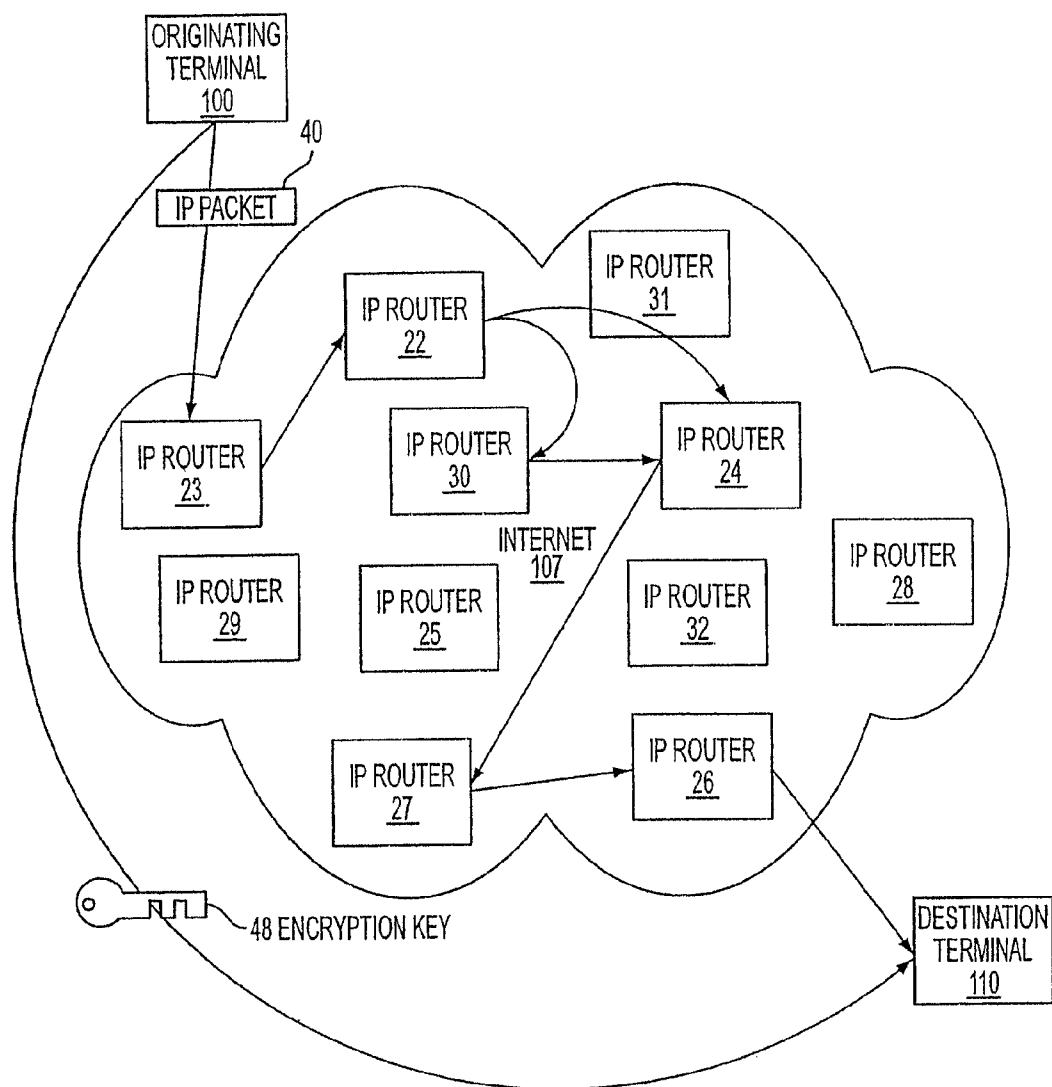 ORIGINATING
TERMINAL
100
40
IP PACKET
IP ROUTER
31
IP ROUTER
22
IP ROUTER
23
IP ROUTER
30
IP ROUTER
24
INTERNET
107
IP ROUTER
29
IP ROUTER
25
IP ROUTER
32
IP ROUTER
28
IP ROUTER
27
IP ROUTER
26
48 ENCRYPTION KEY
DESTINATION
TERMINAL
110